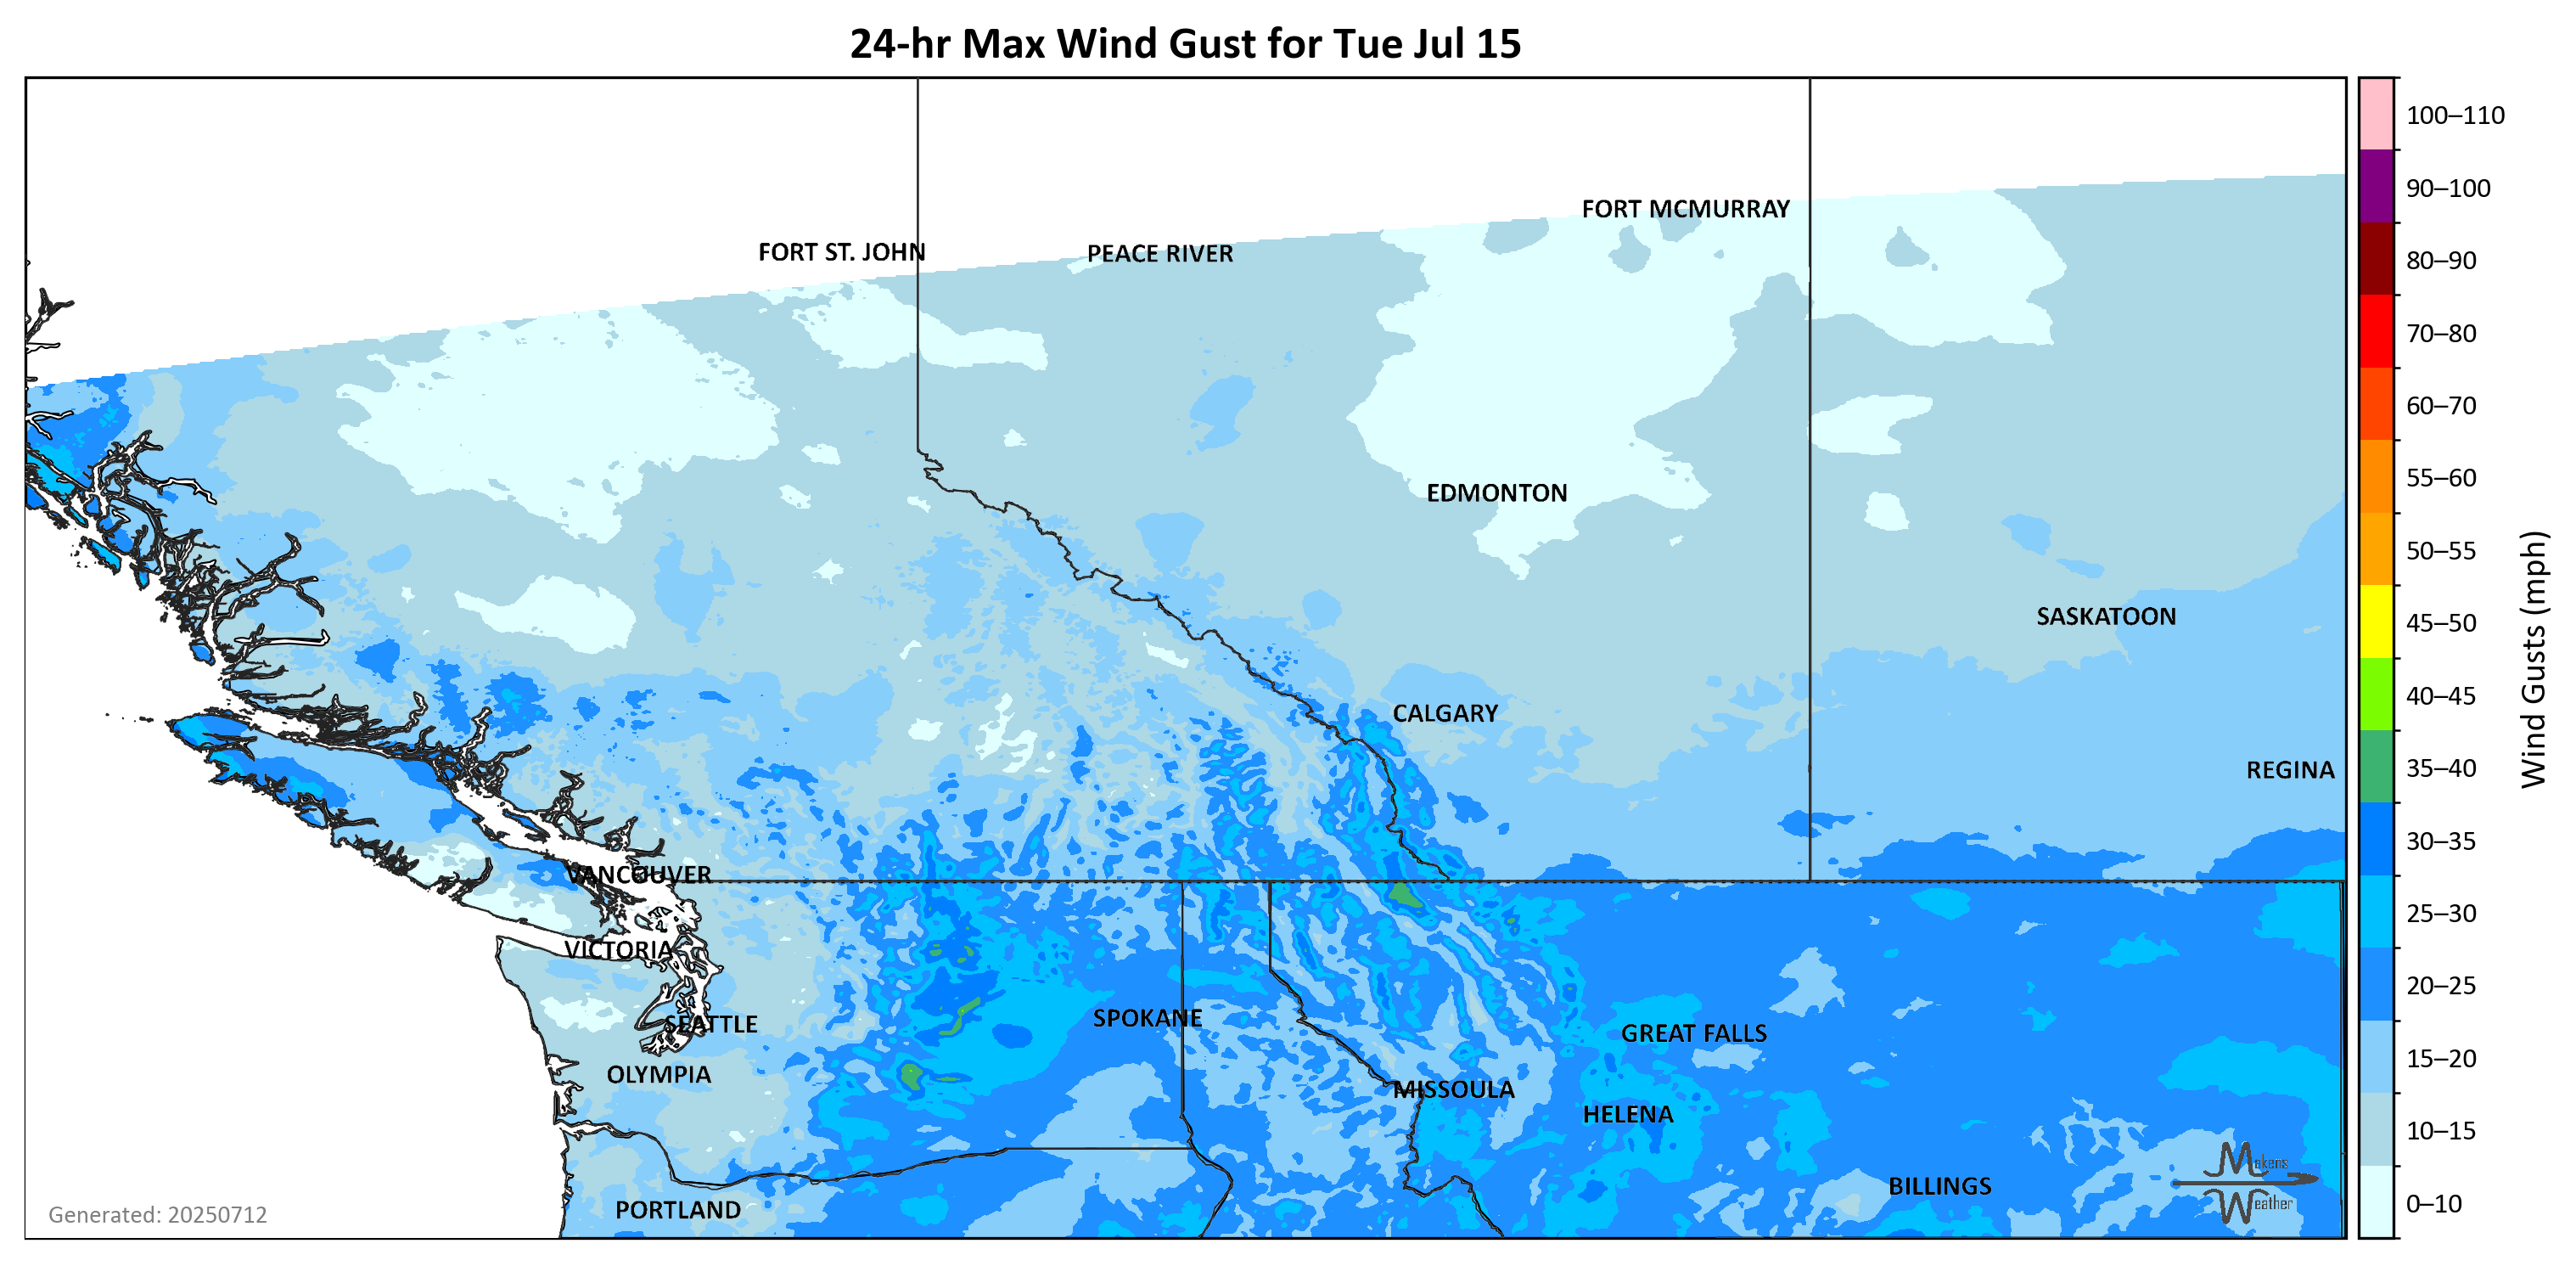 24-hr Max Wind Gust for Tue Jul 15
100–110
90–100
80–90
70–80
60–70
55–60
50–55
45–50
40–45
35–40
30–35
25–30
20–25
15–20
10–15
0–10
Wind Gusts (mph)
FORT MCMURRAY
FORT ST. JOHN
PEACE RIVER
EDMONTON
SASKATOON
CALGARY
REGINA
VANCOUVER
VICTORIA
SEATTLE
SPOKANE
GREAT FALLS
OLYMPIA
MISSOULA
HELENA
BILLINGS
PORTLAND
Makens
Weather
Generated: 20250712